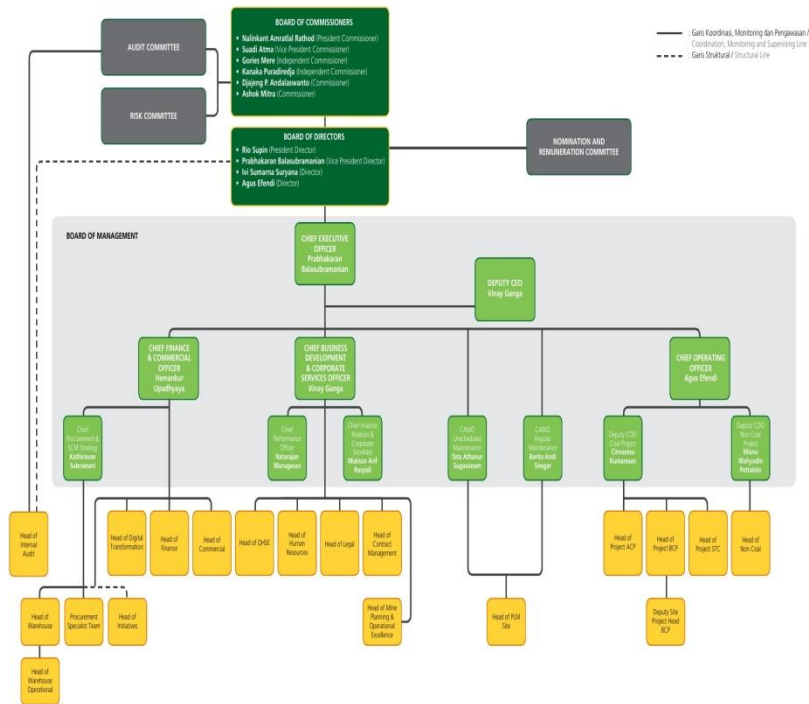 BOARD OF COMMISSIONERS
Nalinkant Amratlal Rathod (President Commissioner)
Suadi Atma (Vice President Commissioner)
Gories Mere (Independent Commissioner)
Kanaka Puradiredja (Independent Commissioner)
Djajeng P. Andalaswanto (Commissioner)
Ashok Mitra (Commissioner)
: Garis Koordinasi, Monitoring dan Pengawasan /
Coordination, Monitoring and Supervising Line
: Garis Struktural / Structural Line
AUDIT COMMITTEE
RISK COMMITTEE
BOARD OF DIRECTORS
Rio Supin (President Director)
Prabhakaran Balasubramanian (Vice President Director)
Ivi Sumarna Suryana (Director)
Agus Efendi (Director)
NOMINATION AND
REMUNERATION COMMITTEE
BOARD OF MANAGEMENT
CHIEF EXECUTIVE
OFFICER
Prabhakaran
Balasubramanian
DEPUTY CEO
Vinay Ganga
CHIEF FINANCE
& COMMERCIAL
OFFICER
Hemankur
Upadhyaya
CHIEF BUSINESS
DEVELOPMENT
& CORPORATE
SERVICES OFFICER
Vinay Ganga
CHIEF OPERATING
OFFICER
Agus Efendi
Chief
Procurement &
SCM Strategy
Kathiravan
Subramani
Chief
Performance
Officer
Natarajan
Murugesan
Chief Investor
Relation &
Corporate
Secretary
Mukson Arif
Rosyidi
CAMO
Unscheduled
Maintenance
Tata Athanur
Sugavanam
CAMO
Regular
Maintenance
Barita Andi
Siregar
Deputy COO
Coal Project
Cinnarasu
Kumaresan
Deputy COO
Non Coal
Project
Wisnu
Wahyudin
Pettalolo
Head of
Internal
Audit
Head of Digital
Transformation
Head of
Finance
Head of
Commercial
Head of QHSE
Head of
Human
Resources
Head of Legal
Head of
Contract
Management
Head of
Project ACP
Head of
Project BCP
Head of
Project STC
Head of
Non Coal
Head of
Warehouse
Procurement
Specialist Team
Head of
Initiatives
Head of Mine
Planning &
Operational
Excellence
Head of PLM
Site
Deputy Site
Project Head
BCP
Head of
Warehouse
Operational